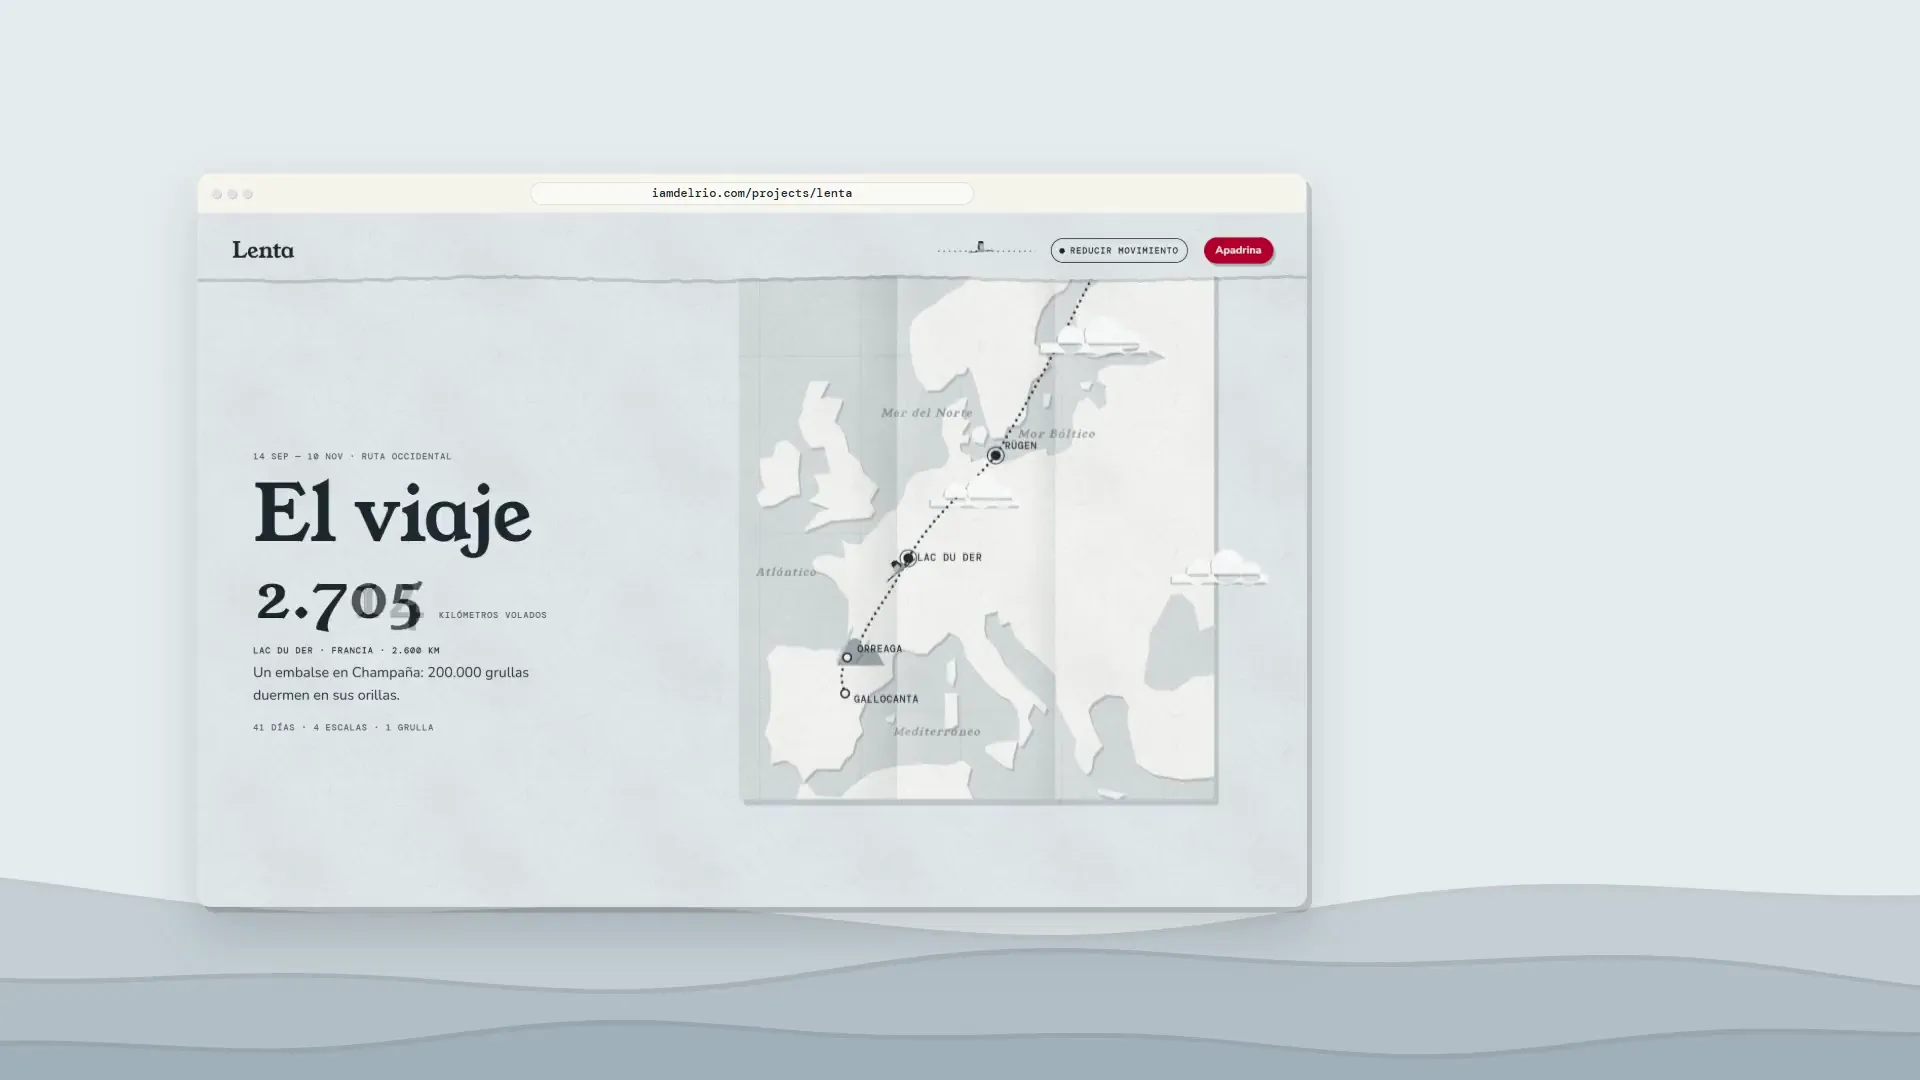 iamdelrio.com/projects/lenta
Lenta
REDUCIR MOVIMIENTO
Apadrina
14 SEP — 10 NOV · RUTA OCCIDENTAL
El viaje
KILÓMETROS VOLADOS
LAC DU DER · FRANCIA · 2.600 KM
Un embalse en Champaña: 200.000 grullas
duermen en sus orillas.
41 DÍAS · 4 ESCALAS · 1 GRULLA
Mar del Norte
Mar Báltico
RÜGEN
LAC DU DER
Atlántico
ORREAGA
GALLOCANTA
Mediterráneo